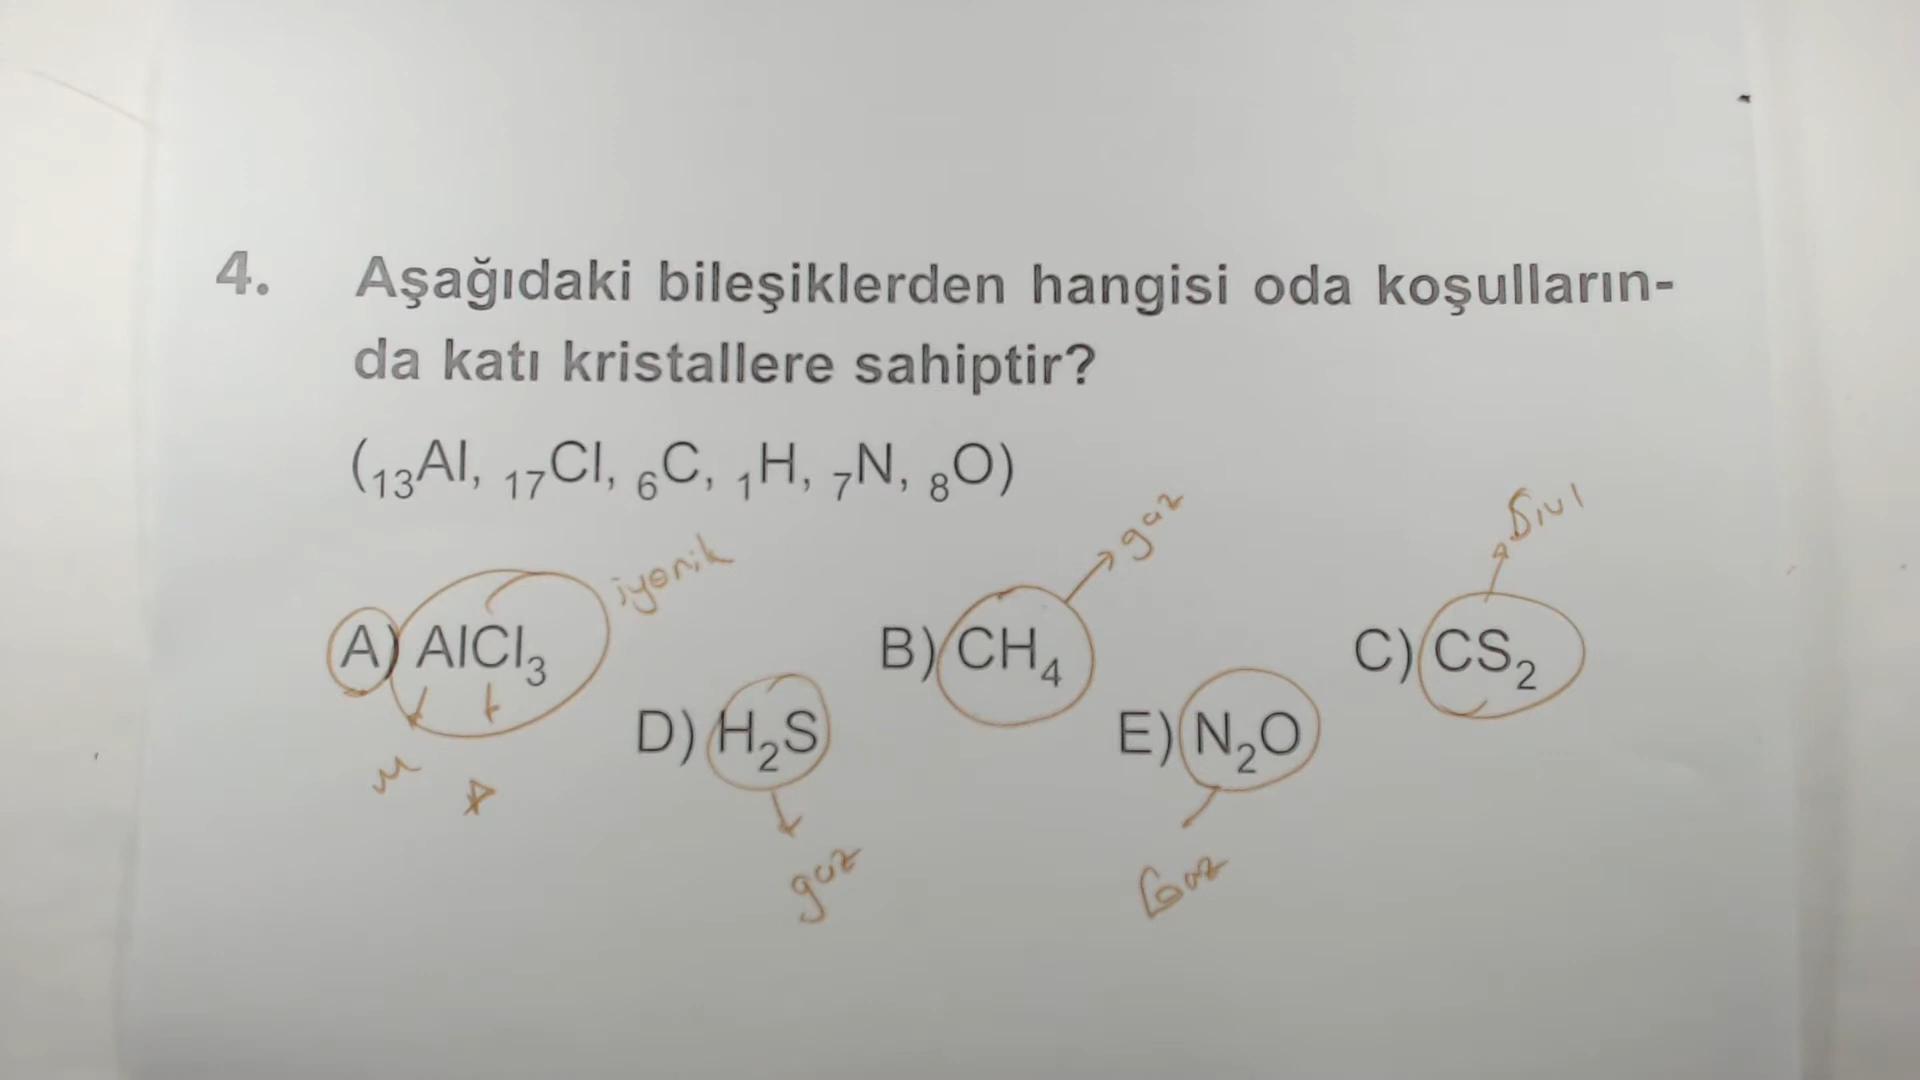 4. Aşağıdaki bileşiklerden hangisi oda koşulların-
da katı kristallere sahiptir?
(₁₃Al, ₁₇Cl, ₆C, ₁H, ₇N, ₈O)
gaz
Sıvı
iyonik
A) AlCl₃
B) CH₄
C) CS₂
D) H₂S
E) N₂O
M
A
gaz
Gaz